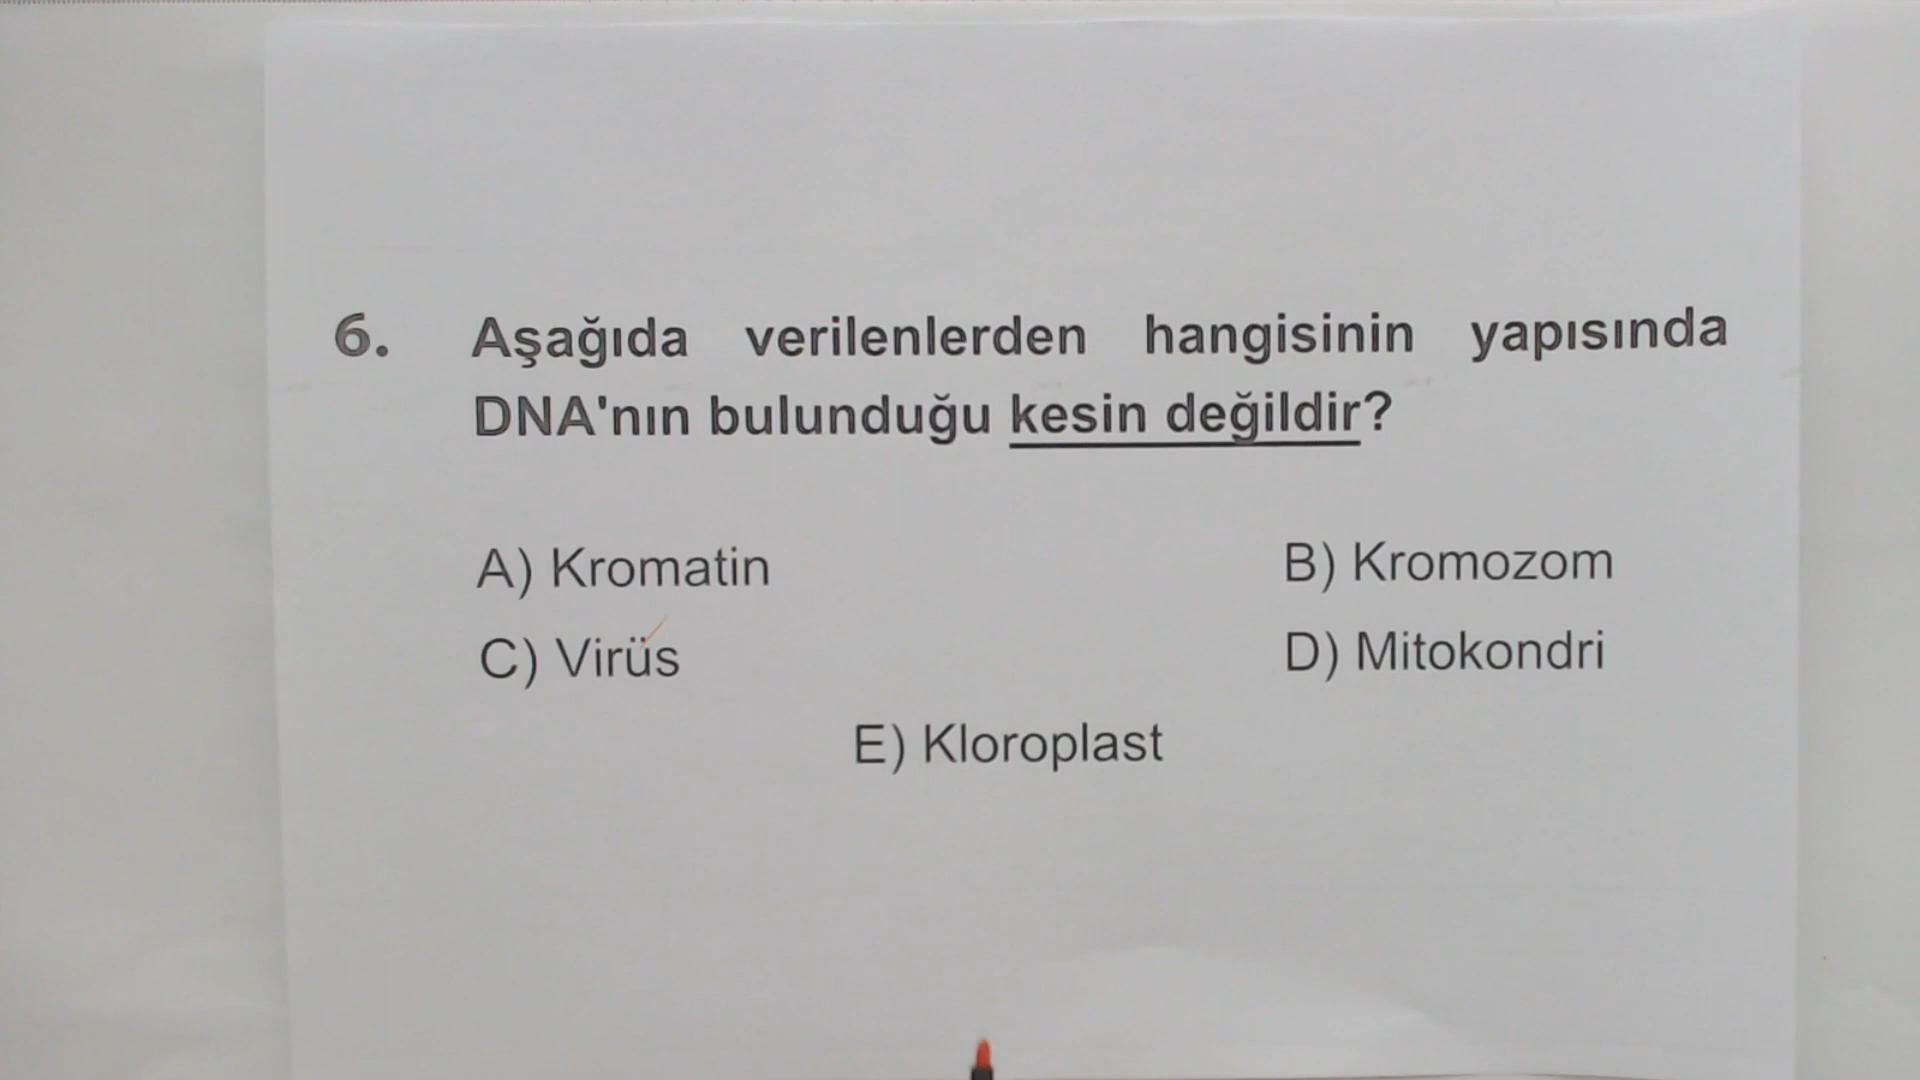 6. Aşağıda verilenlerden hangisinin yapısında
DNA'nın bulunduğu kesin değildir?
A) Kromatin B) Kromozom
C) Virüs D) Mitokondri
E) Kloroplast